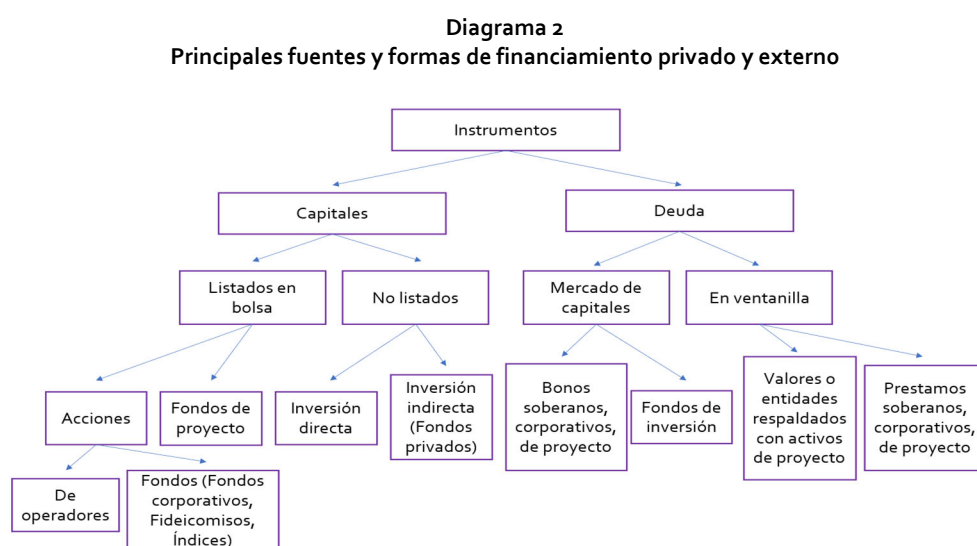 Diagrama 2
Principales fuentes y formas de financiamiento privado y externo
Instrumentos
Capitales
Deuda
Listados en
bolsa
No listados
Mercado de
capitales
En ventanilla
Acciones
Fondos de
proyecto
Inversión
directa
Inversión
indirecta
(Fondos
privados)
Bonos
soberanos,
corporativos,
de proyecto
Fondos de
inversión
Valores o
entidades
respaldados
con activos
de proyecto
Prestamos
soberanos,
corporativos,
de proyecto
De
operadores
Fondos (Fondos
corporativos,
Fideicomisos,
Índices)